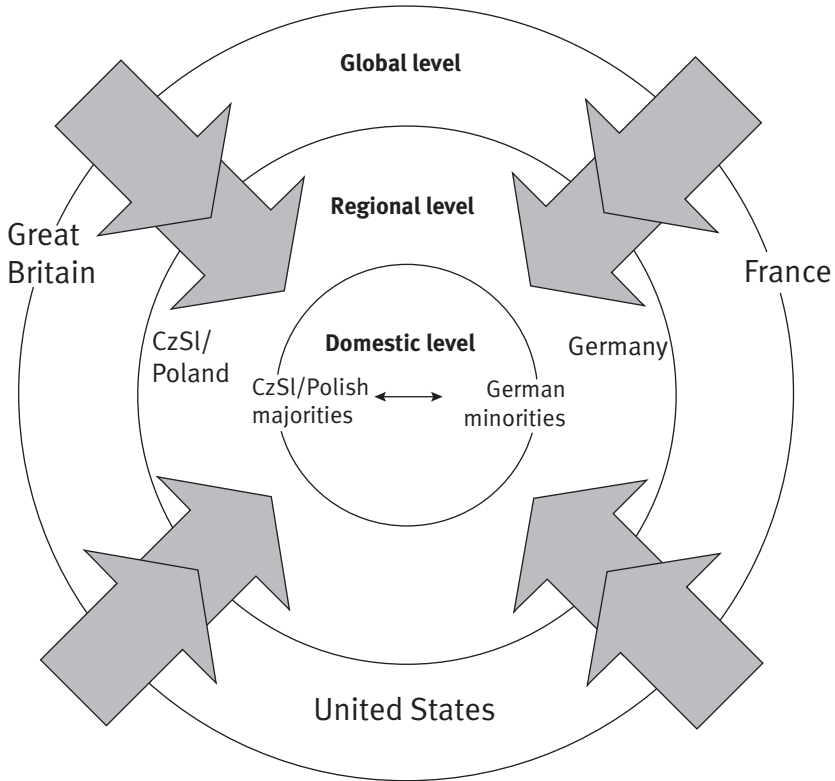 Global level
Regional level
Great
Britain
France
CzSl/
Poland
Domestic level
Germany
CzSl/Polish
majorities
German
minorities
United States